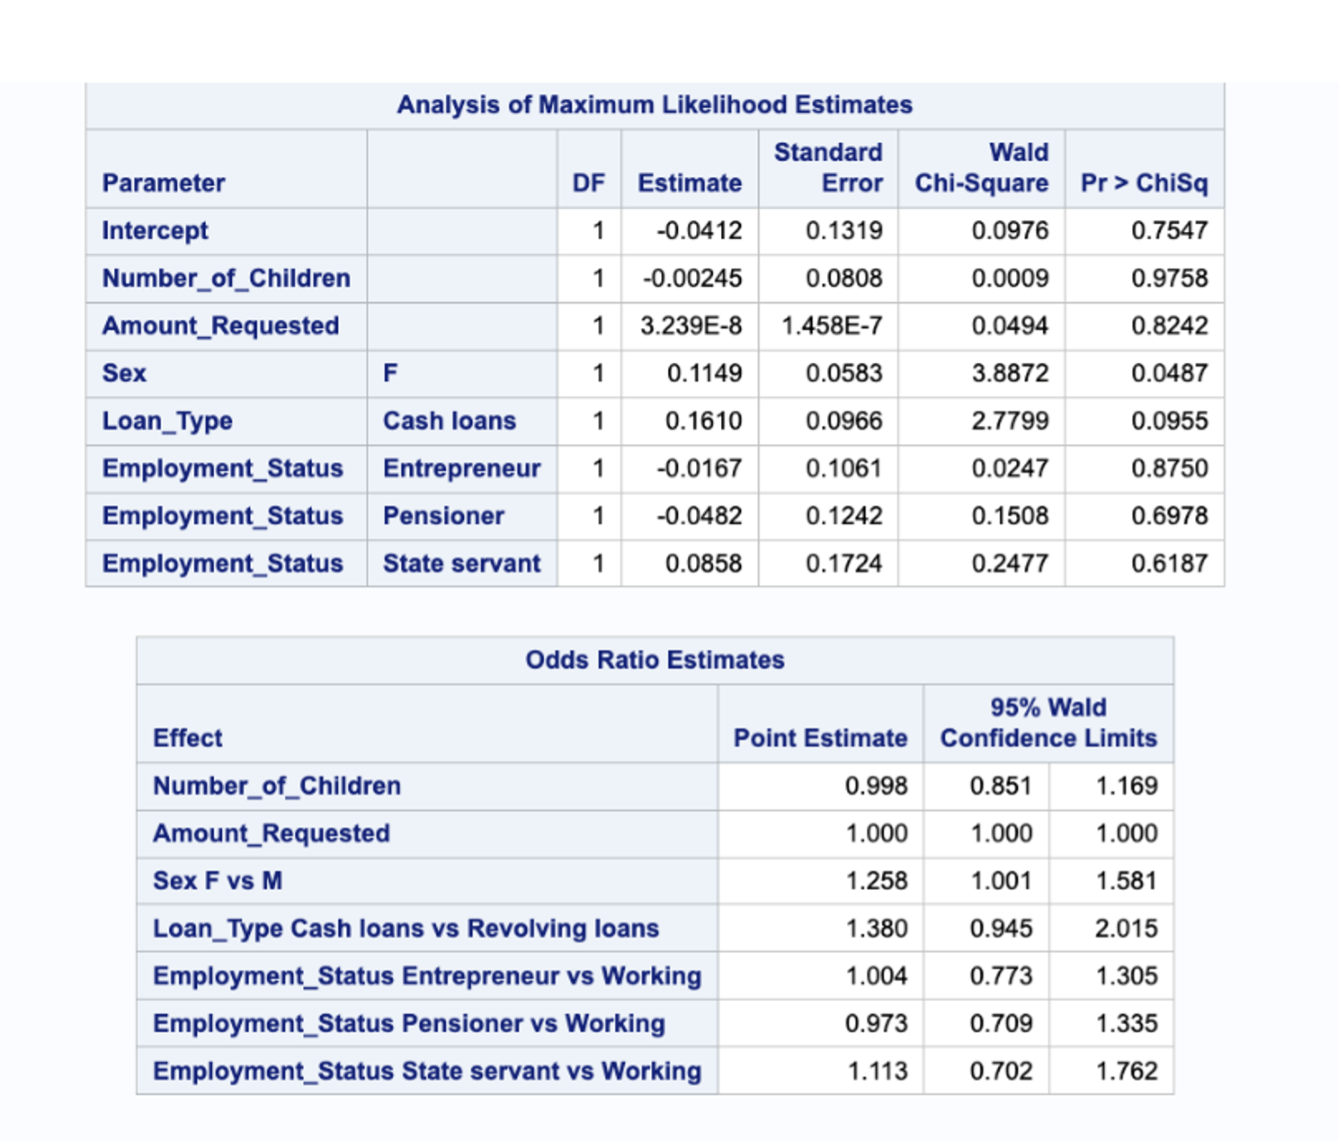 Analysis of Maximum Likelihood Estimates
Parameter DF Estimate Standard Error Wald Chi-Square Pr > ChiSq
Intercept 1 -0.0412 0.1319 0.0976 0.7547
Number_of_Children 1 -0.00245 0.0808 0.0009 0.9758
Amount_Requested 1 3.239E-8 1.458E-7 0.0494 0.8242
Sex F 1 0.1149 0.0583 3.8872 0.0487
Loan_Type Cash loans 1 0.1610 0.0966 2.7799 0.0955
Employment_Status Entrepreneur 1 -0.0167 0.1061 0.0247 0.8750
Employment_Status Pensioner 1 -0.0482 0.1242 0.1508 0.6978
Employment_Status State servant 1 0.0858 0.1724 0.2477 0.6187
Odds Ratio Estimates
Effect Point Estimate 95% Wald Confidence Limits
Number_of_Children 0.998 0.851 1.169
Amount_Requested 1.000 1.000 1.000
Sex F vs M 1.258 1.001 1.581
Loan_Type Cash loans vs Revolving loans 1.380 0.945 2.015
Employment_Status Entrepreneur vs Working 1.004 0.773 1.305
Employment_Status Pensioner vs Working 0.973 0.709 1.335
Employment_Status State servant vs Working 1.113 0.702 1.762